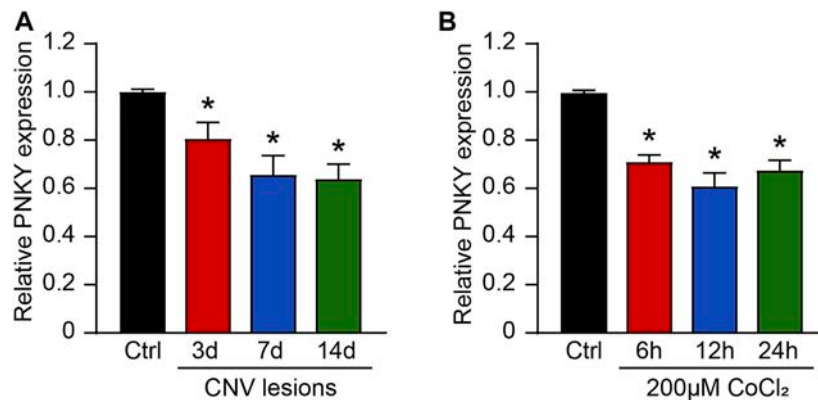 A
Relative PNKY expression
1.2
1.0
0.8
0.6
0.4
0.2
0
* * *
Ctrl 3d 7d 14d
CNV lesions
B
Relative PNKY expression
1.2
1.0
0.8
0.6
0.4
0.2
0
* * *
Ctrl 6h 12h 24h
200μM CoCl₂